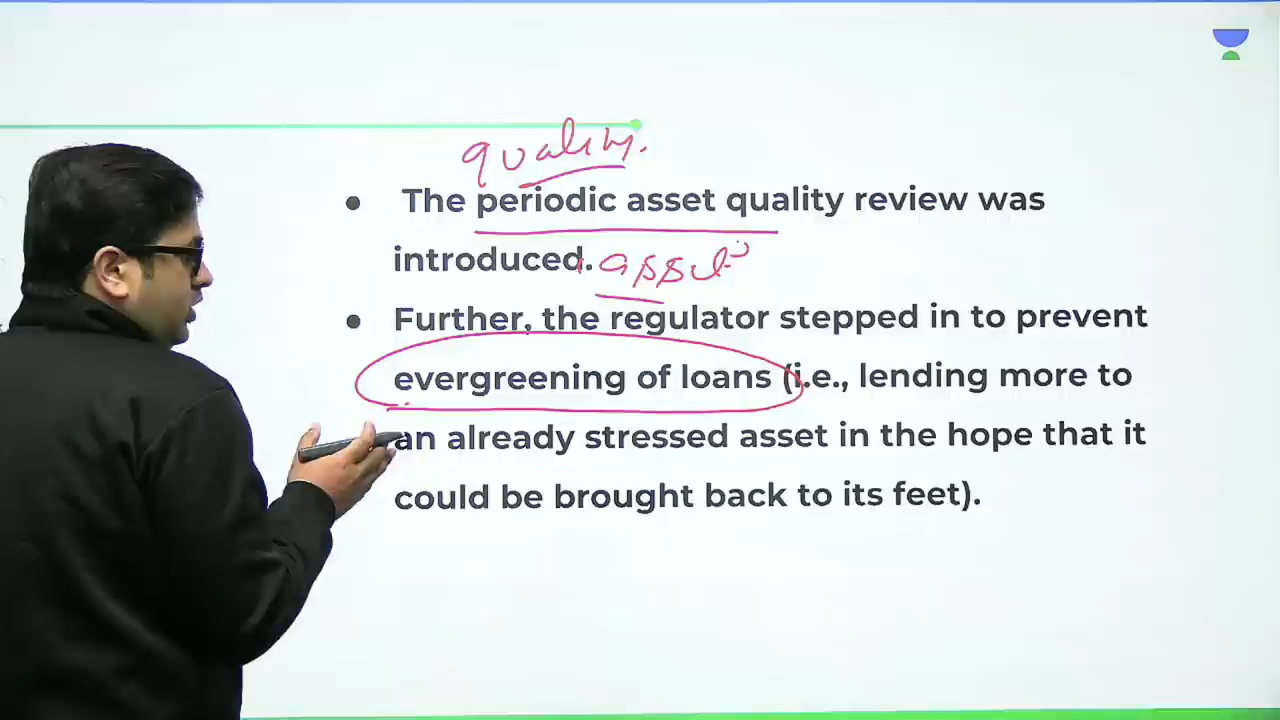 quality.
• The periodic asset quality review was
introduced. asset
• Further, the regulator stepped in to prevent
evergreening of loans (i.e., lending more to
an already stressed asset in the hope that it
could be brought back to its feet).